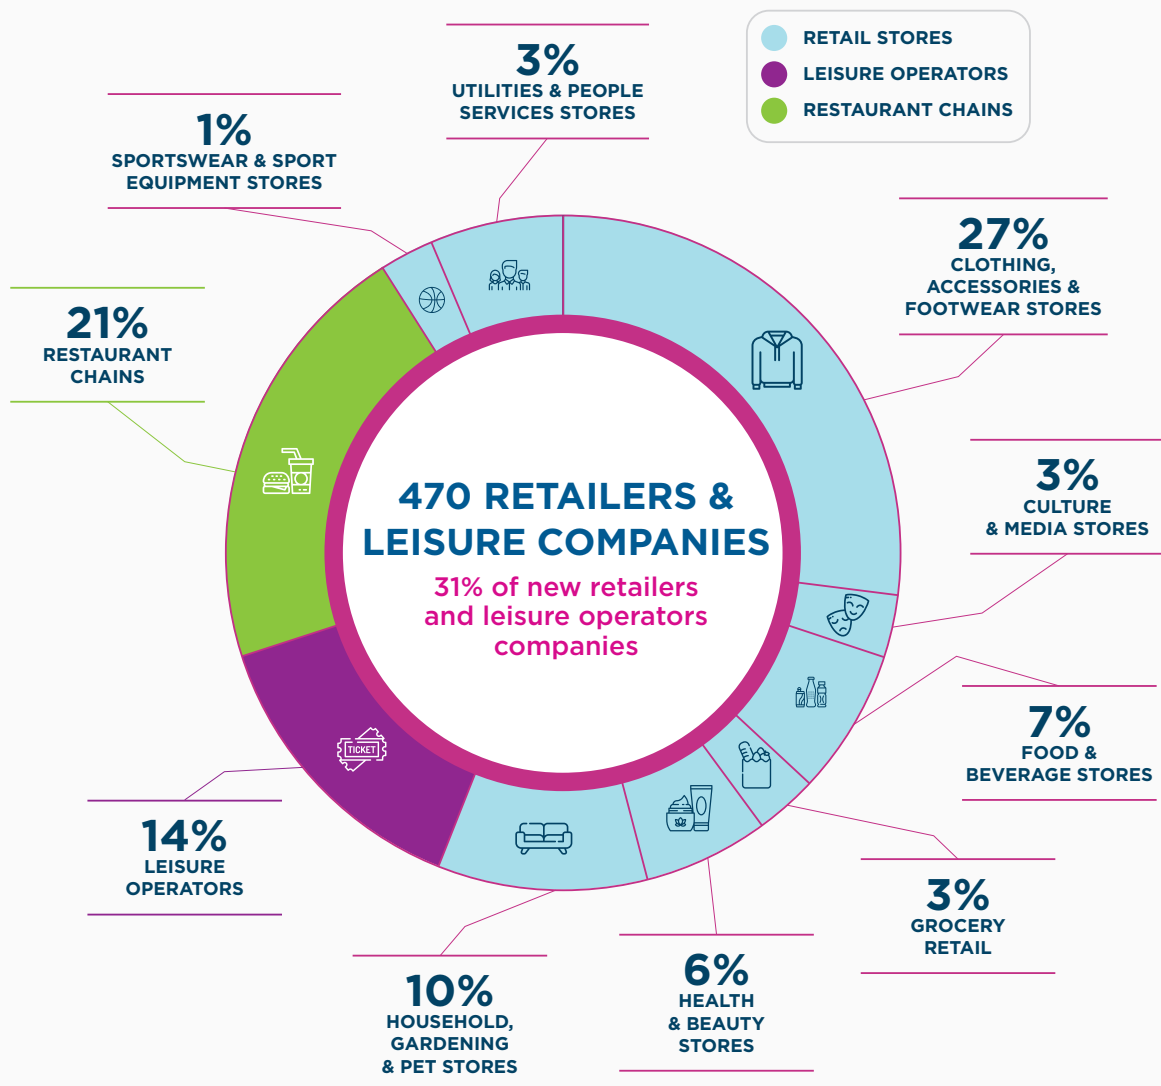 RETAIL STORES
LEISURE OPERATORS
RESTAURANT CHAINS
3%
UTILITIES & PEOPLE
SERVICES STORES
1%
SPORTSWEAR & SPORT
EQUIPMENT STORES
27%
CLOTHING,
ACCESSORIES &
FOOTWEAR STORES
21%
RESTAURANT
CHAINS
3%
CULTURE
& MEDIA STORES
470 RETAILERS &
LEISURE COMPANIES
31% of new retailers
and leisure operators
companies
7%
FOOD &
BEVERAGE STORES
TICKET
14%
LEISURE
OPERATORS
3%
GROCERY
RETAIL
6%
HEALTH
& BEAUTY
STORES
10%
HOUSEHOLD,
GARDENING
& PET STORES